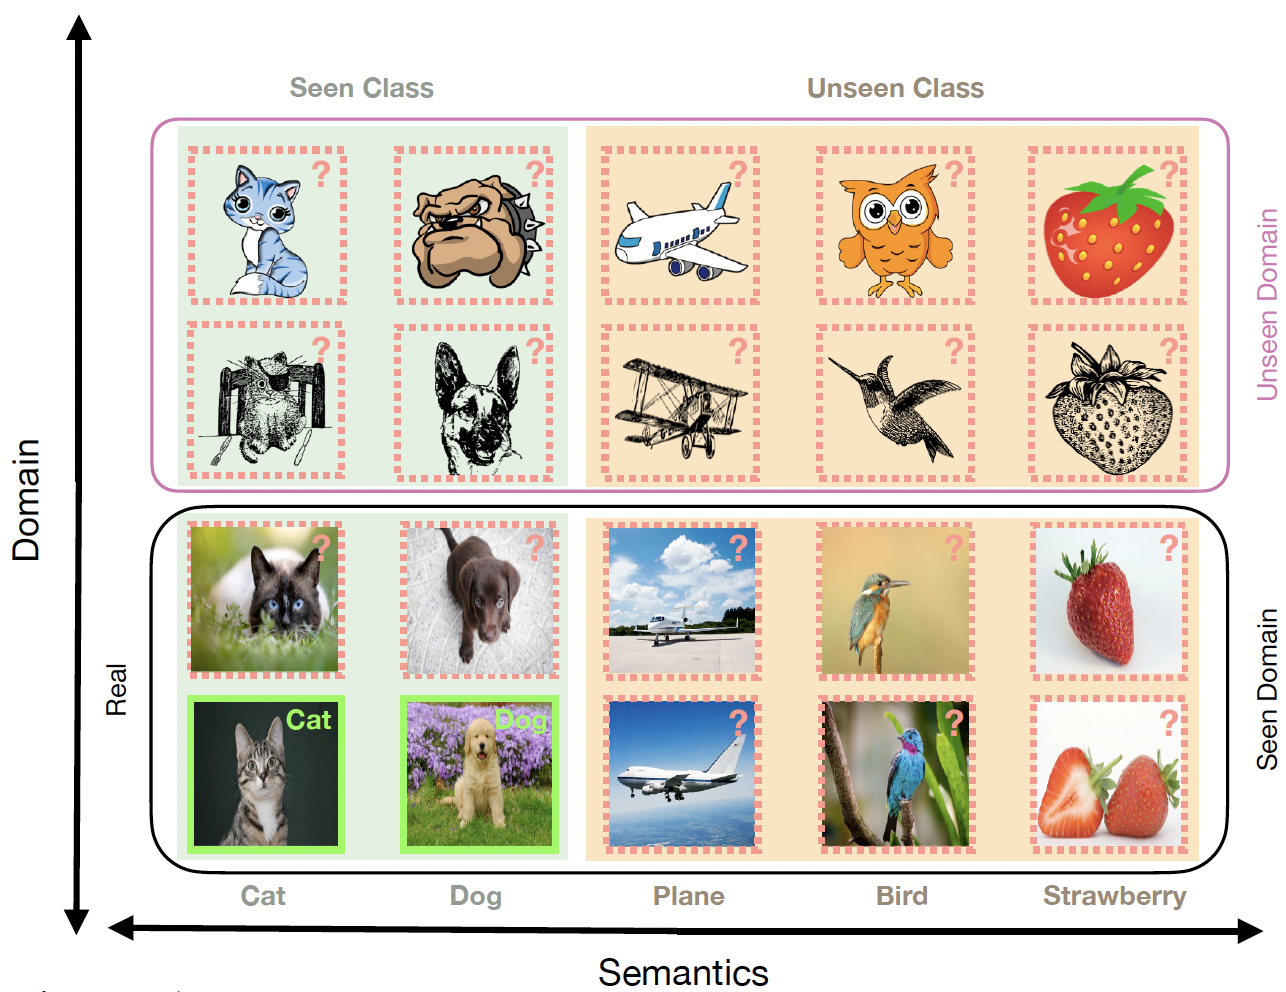 Seen Class
Unseen Class
? ? ? ? ?
? ? ? ? ?
Unseen Domain
Domain
? ? ? ? ?
Real
Cat Dog ? ? ?
Seen Domain
Cat Dog Plane Bird Strawberry
Semantics